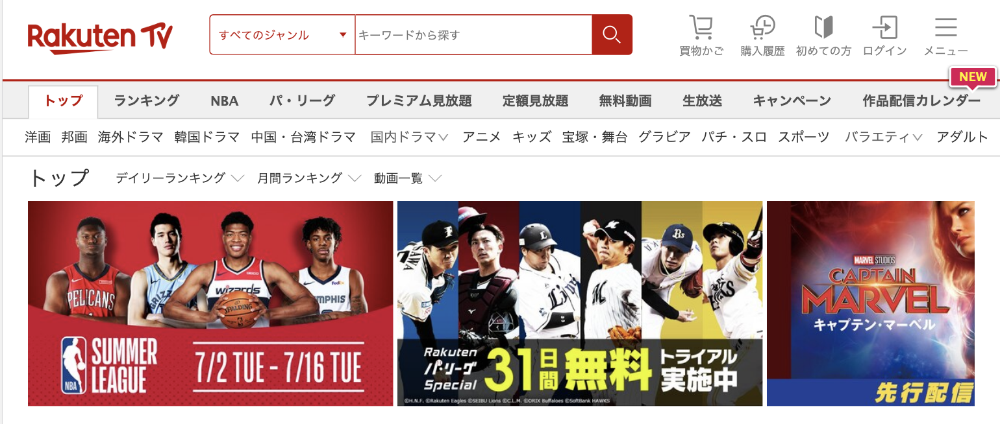 Rakuten TV
すべてのジャンル
キーワードから探す
買物かご
購入履歴
初めての方
ログイン
メニュー
NEW
トップ ランキング NBA パ・リーグ プレミアム見放題 定額見放題 無料動画 生放送 キャンペーン 作品配信カレンダー
洋画 邦画 海外ドラマ 韓国ドラマ 中国・台湾ドラマ 国内ドラマ アニメ キッズ 宝塚・舞台 グラビア パチ・スロ スポーツ バラエティ アダルト
トップ デイリーランキング 月間ランキング 動画一覧
PELICANS
GRIZZ
GEICO
wizards
SPALDING
FedEx
MPHIS
NBA
SUMMER
LEAGUE
7/2 TUE - 7/16 TUE
AWA
F
L
Lions
M
M
Bs
KA
Rakuten
パ・リーグ
Special
31日間無料
トライアル
実施中
©H.N.F. ©Rakuten Eagles ©SEIBU Lions ©C.L.M. ©ORIX Buffaloes ©SoftBank HAWKS
MARVEL STUDIOS
CAPTAIN
MARVEL
キャプテン・マーベル
先行配信